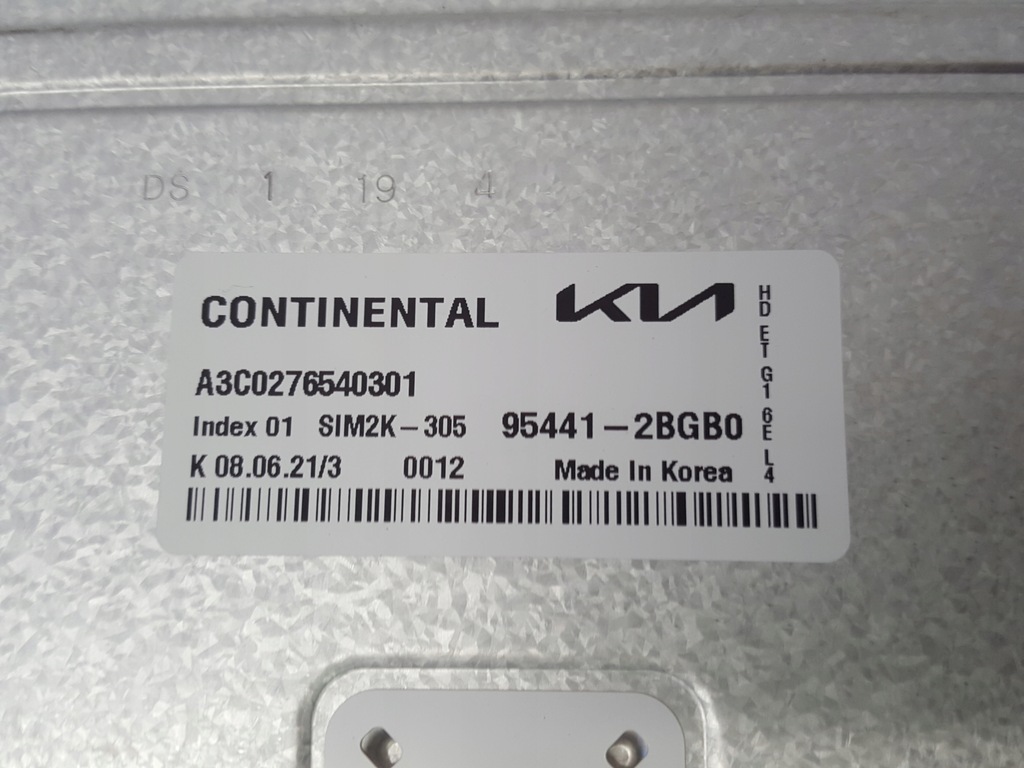 DS 1 19 4
CONTINENTAL KIA
A3C0276540301
Index 01 SIM2K-305 95441-2BGB0
K 08.06.21/3 0012 Made In Korea
HD ET G1 6E L4